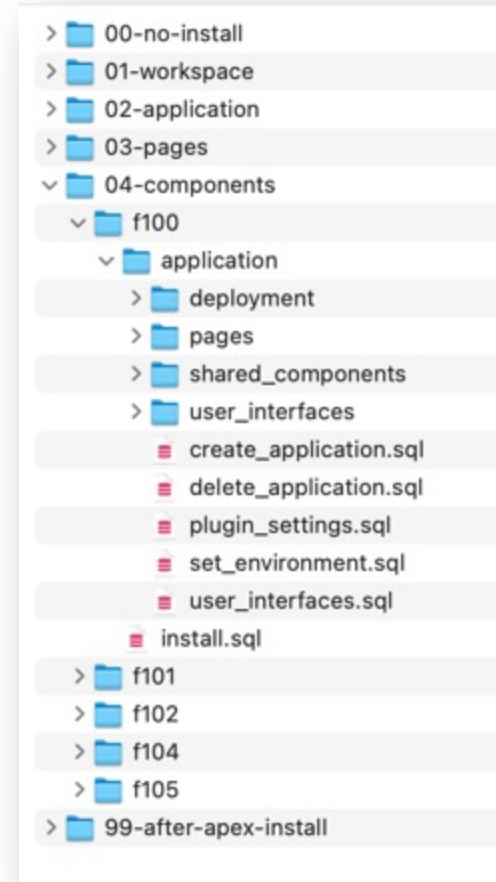 00-no-install
01-workspace
02-application
03-pages
04-components
f100
application
deployment
pages
shared_components
user_interfaces
create_application.sql
delete_application.sql
plugin_settings.sql
set_environment.sql
user_interfaces.sql
install.sql
f101
f102
f104
f105
99-after-apex-install